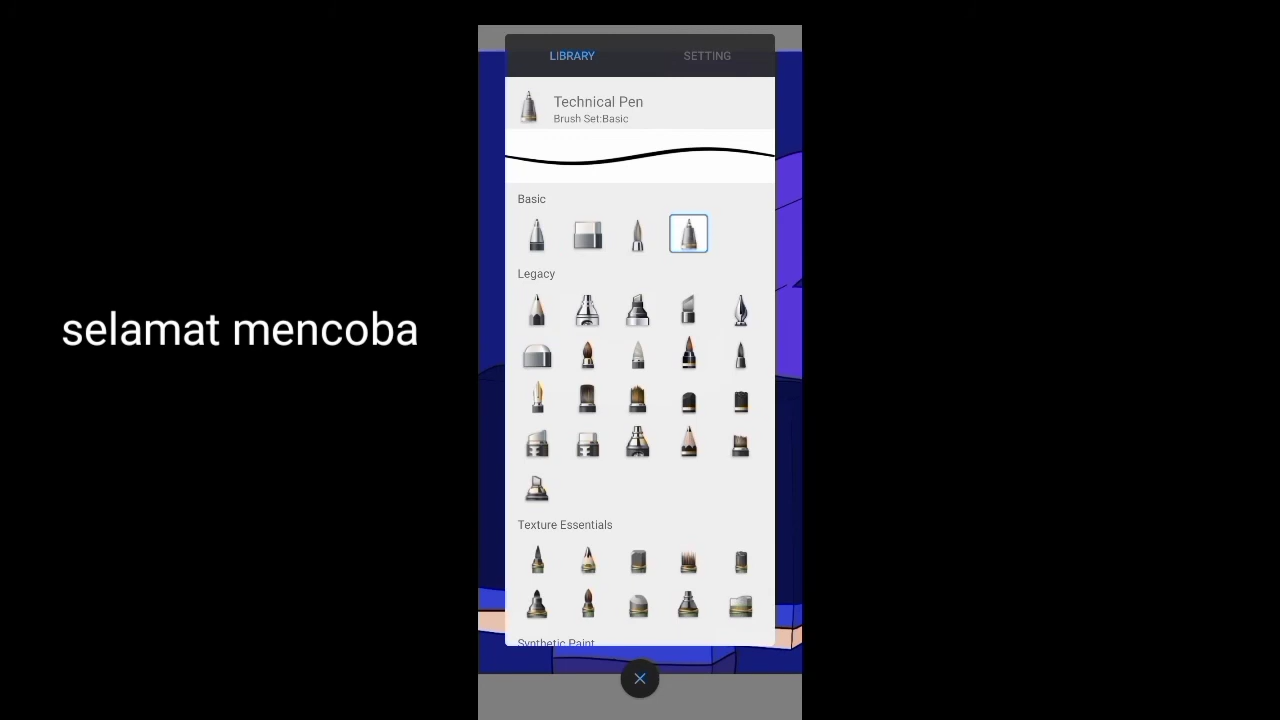 LIBRARY SETTING
Technical Pen
Brush Set:Basic
Basic
Legacy
selamat mencoba
Texture Essentials
Synthetic Paint